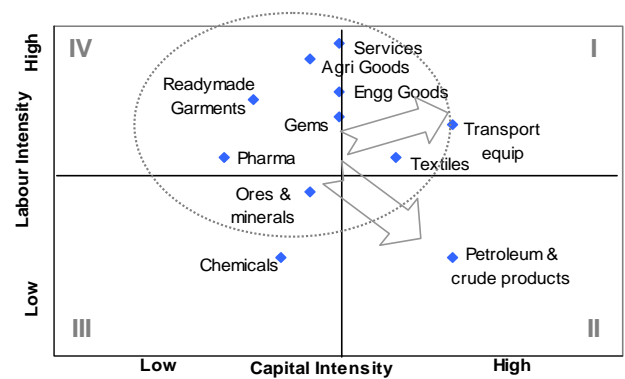 High
IV
I
Services
Agri Goods
Readymade
Garments
Engg Goods
Gems
Transport
equip
Pharma
Textiles
Labour Intensity
Ores &
minerals
Chemicals
Petroleum &
crude products
Low
III
II
Low
Capital Intensity
High